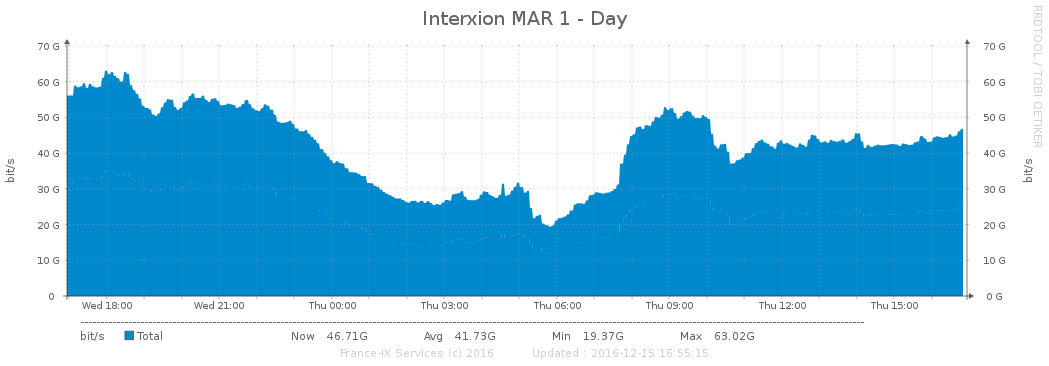 Interxion MAR 1 - Day
RRDTOOL / TOBI OETIKER
70 G 70 G
60 G 60 G
50 G 50 G
40 G 40 G
30 G 30 G
20 G 20 G
10 G 10 G
0 0 G
bit/s bit/s
Wed 18:00 Wed 21:00 Thu 00:00 Thu 03:00 Thu 06:00 Thu 09:00 Thu 12:00 Thu 15:00
bit/s Total Now 46.71G Avg 41.73G Min 19.37G Max 63.02G
France-IX Services (c) 2016 Updated : 2016-12-15 16:55:15